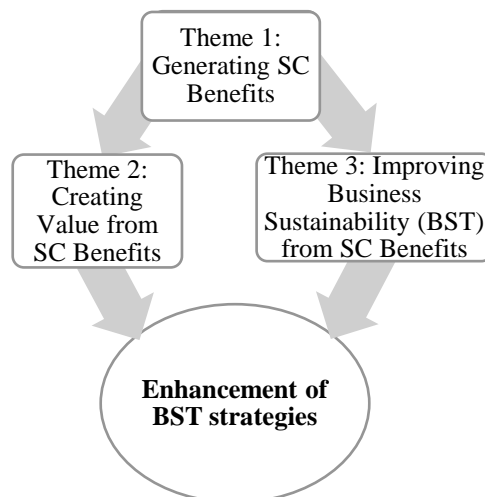 Theme 1:
Generating SC
Benefits
Theme 2:
Creating
Value from
SC Benefits
Theme 3: Improving
Business
Sustainability (BST)
from SC Benefits
Enhancement of
BST strategies